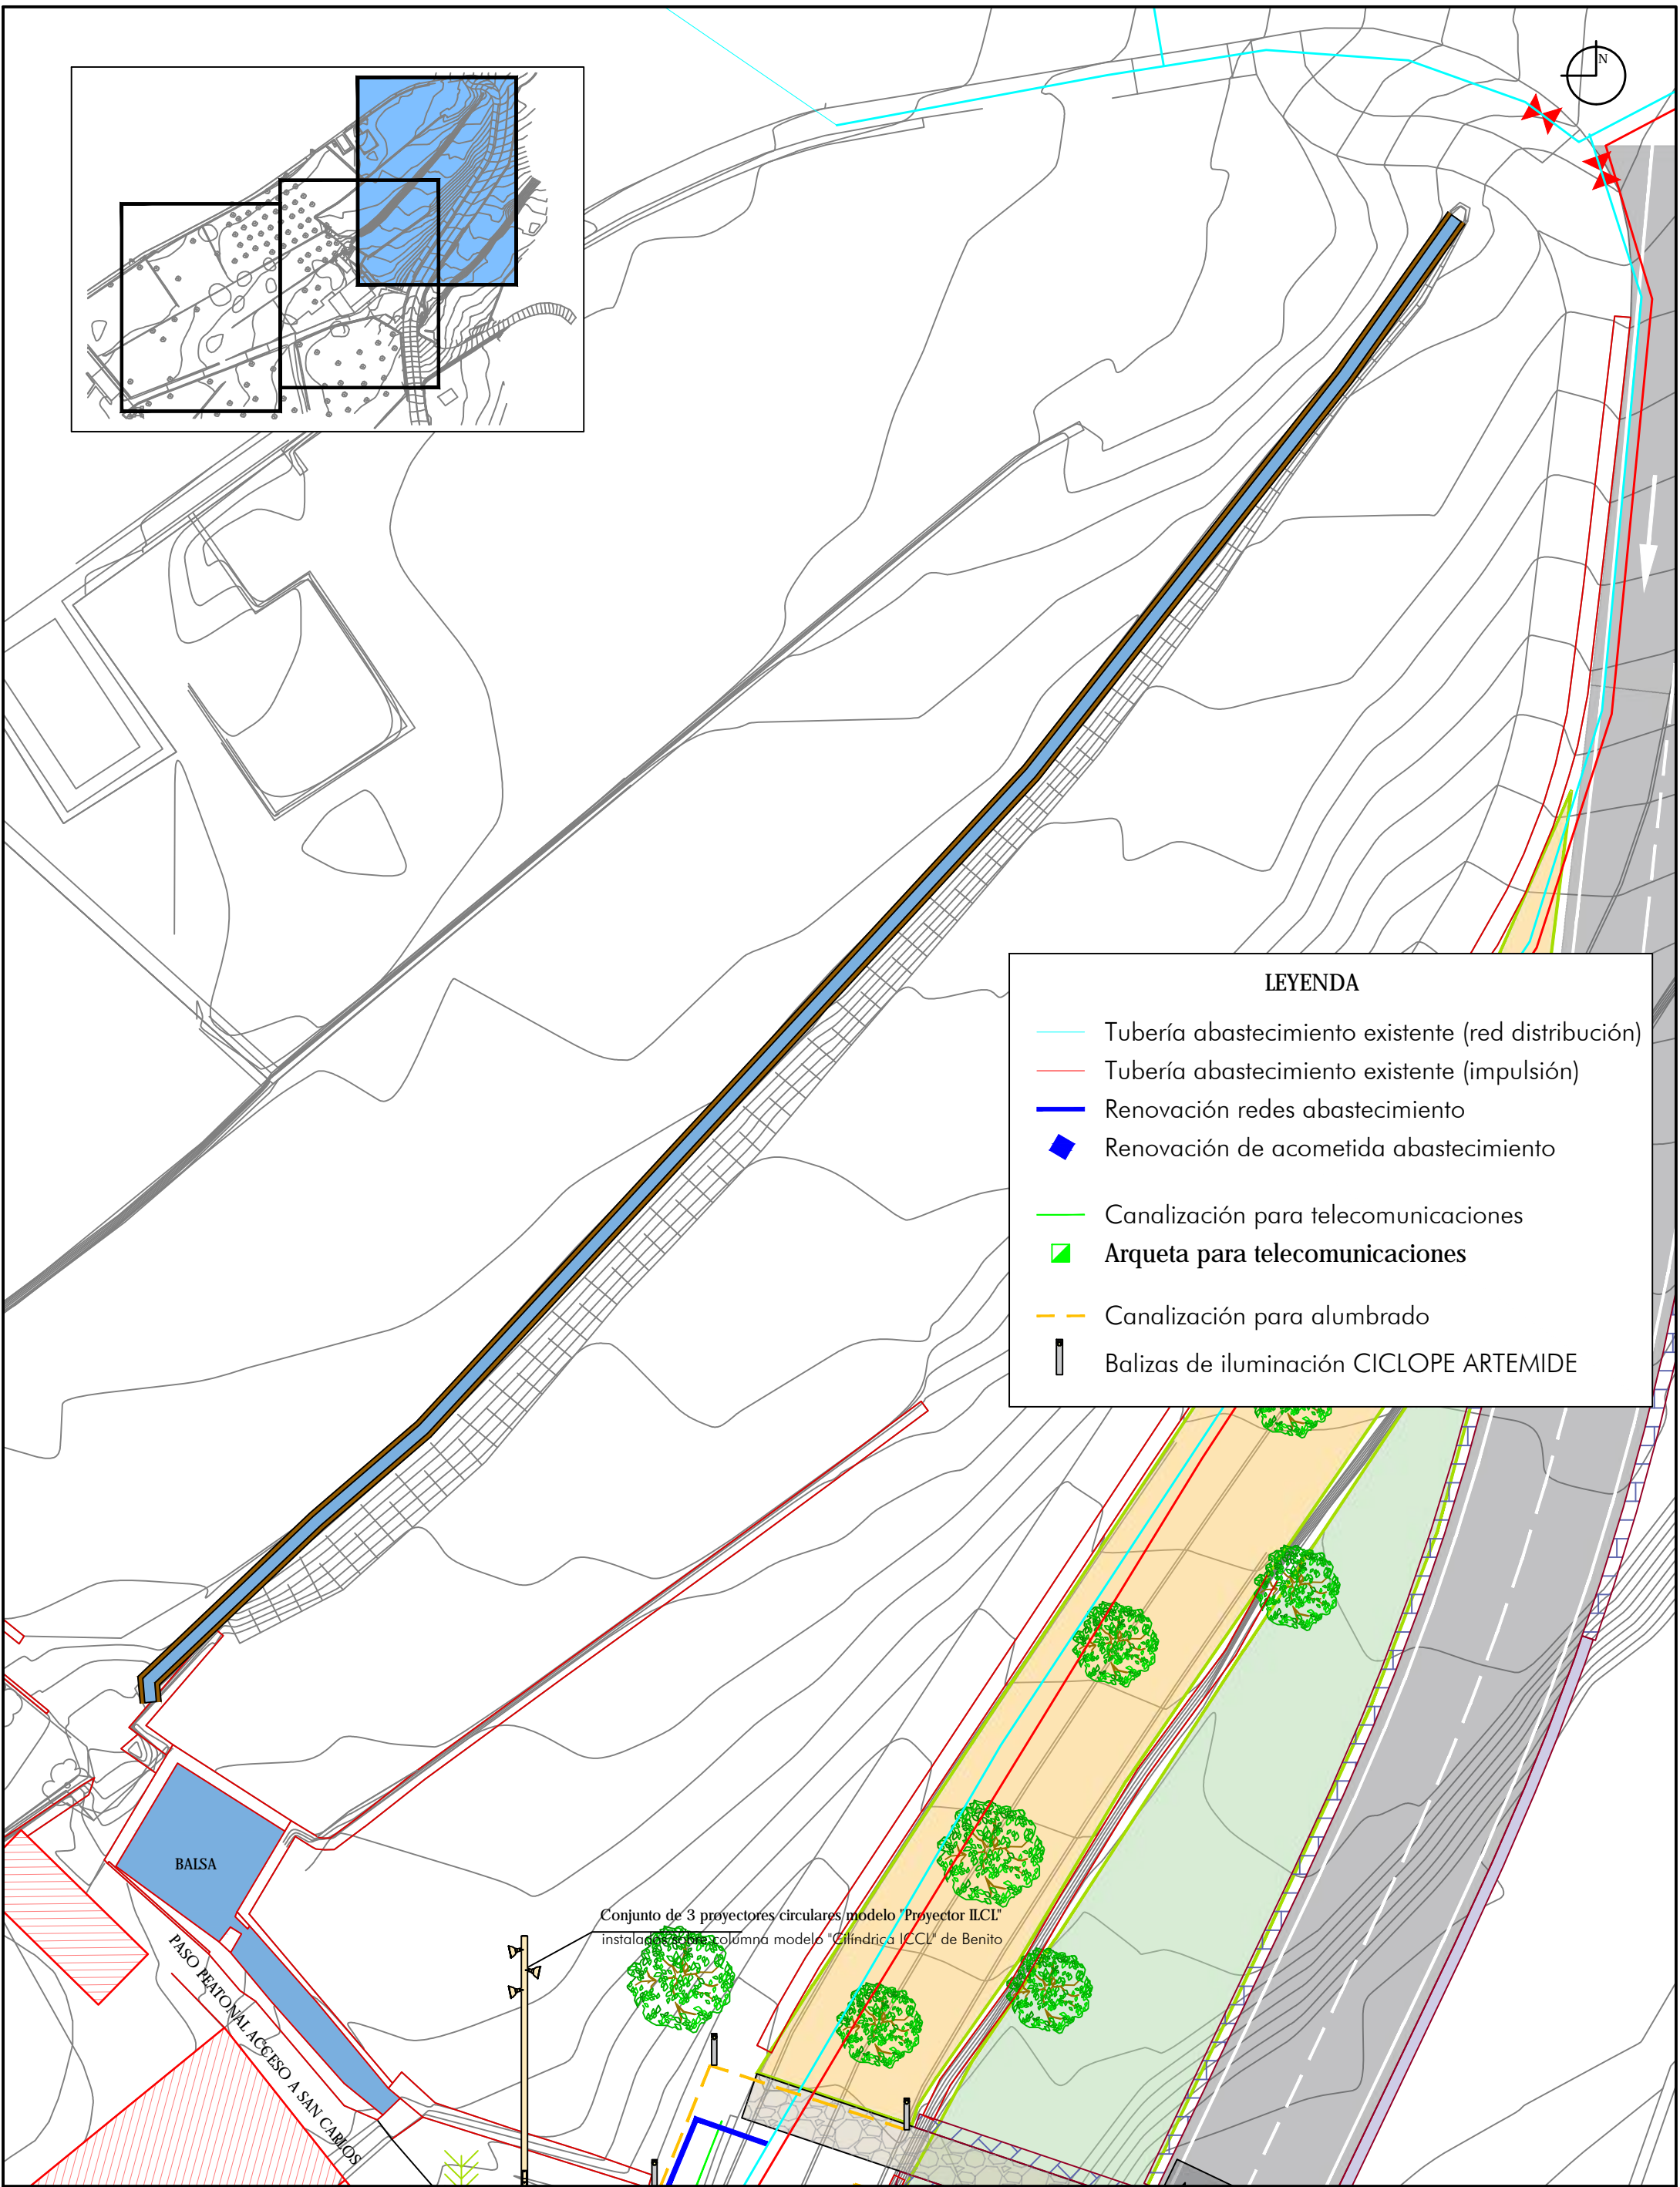 N
LEYENDA
Tubería abastecimiento existente (red distribución)
Tubería abastecimiento existente (impulsión)
Renovación redes abastecimiento
Renovación de acometida abastecimiento
Canalización para telecomunicaciones
Arqueta para telecomunicaciones
Canalización para alumbrado
Balizas de iluminación CICLOPE ARTEMIDE
BALSA
Conjunto de 3 proyectores circulares modelo "Proyector ILCL"
instalados sobre columna modelo "Cilíndrica ICCL" de Benito
PASO PEATONAL ACCESO A SAN CARLOS